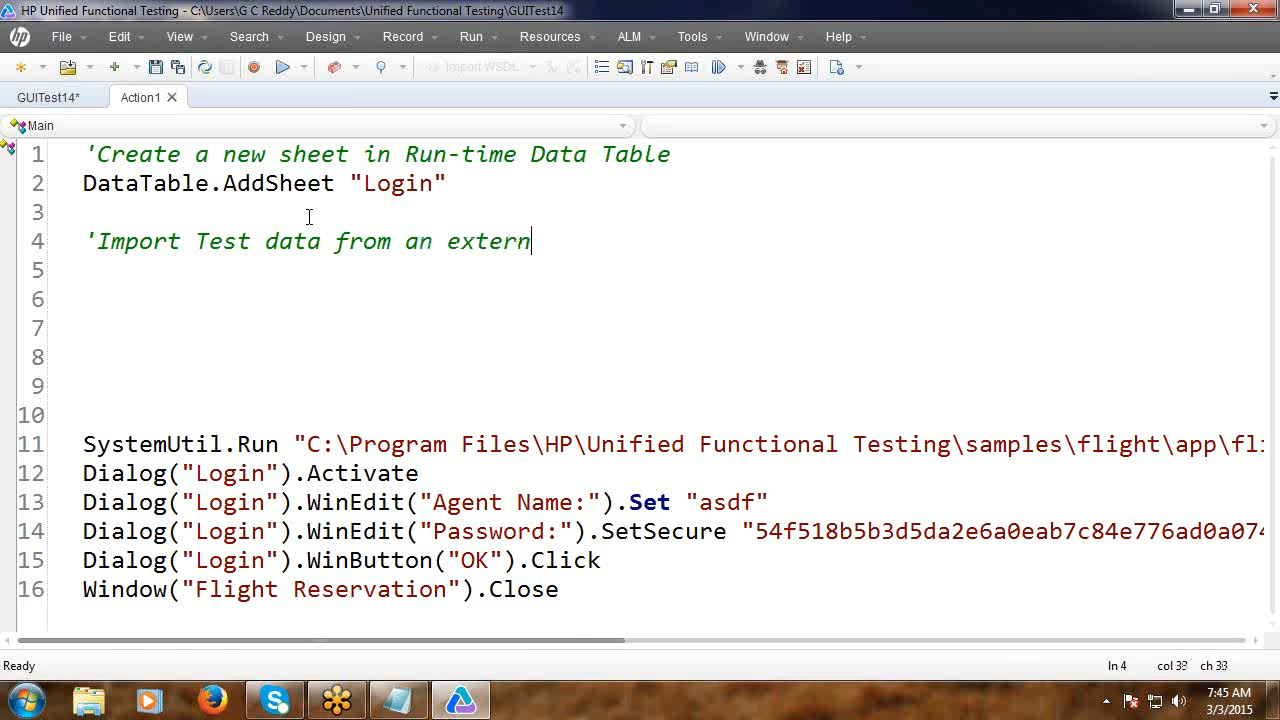 HP Unified Functional Testing - C:\Users\G C Reddy\Documents\Unified Functional Testing\GUITest14
hp File Edit View Search Design Record Run Resources ALM Tools Window Help
Import WSDL
GUITest14* Action1
Main
1 'Create a new sheet in Run-time Data Table
2 DataTable.AddSheet "Login"
3
4 'Import Test data from an extern
5
6
7
8
9
10
11 SystemUtil.Run "C:\Program Files\HP\Unified Functional Testing\samples\flight\app\fli
12 Dialog("Login").Activate
13 Dialog("Login").WinEdit("Agent Name:").Set "asdf"
14 Dialog("Login").WinEdit("Password:").SetSecure "54f518b5b3d5da2e6a0eab7c84e776ad0a074
15 Dialog("Login").WinButton("OK").Click
16 Window("Flight Reservation").Close
Ready ln 4 col 33 ch 33
7:45 AM
3/3/2015